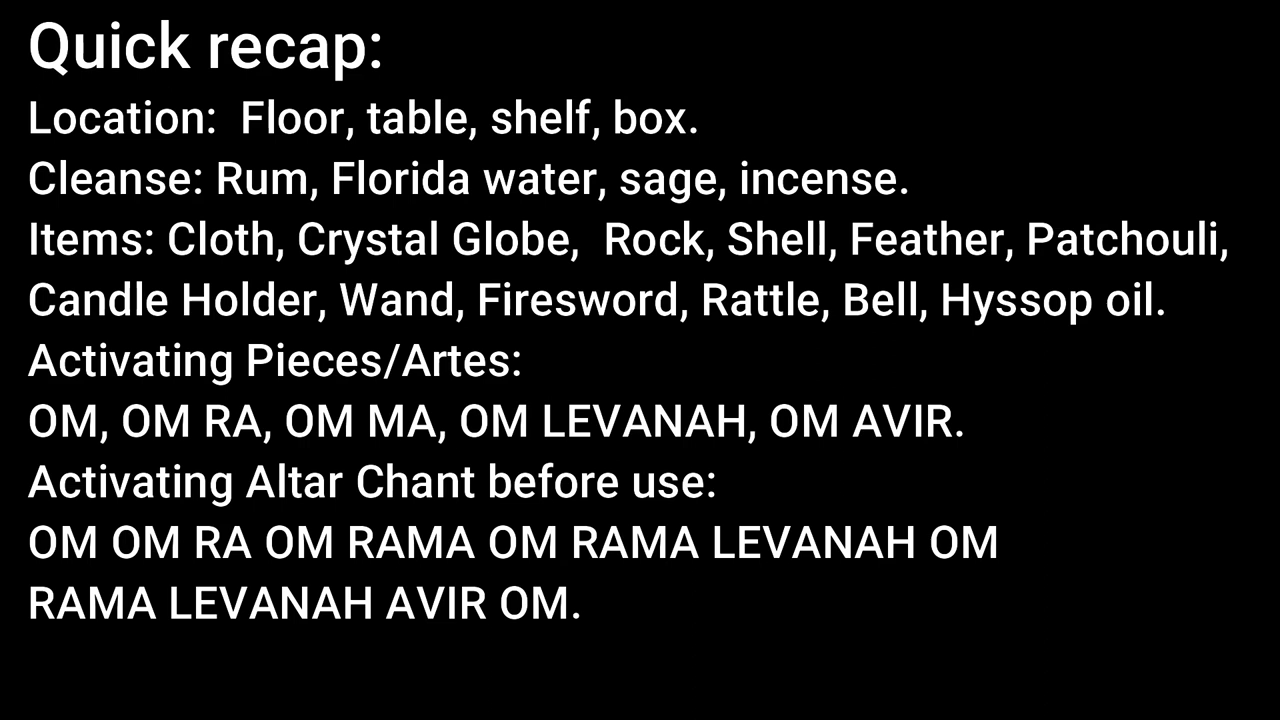 Quick recap:
Location:  Floor, table, shelf, box.
Cleanse: Rum, Florida water, sage, incense.
Items: Cloth, Crystal Globe,  Rock, Shell, Feather, Patchouli,
Candle Holder, Wand, Firesword, Rattle, Bell, Hyssop oil.
Activating Pieces/Artes:
OM, OM RA, OM MA, OM LEVANAH, OM AVIR.
Activating Altar Chant before use:
OM OM RA OM RAMA OM RAMA LEVANAH OM
RAMA LEVANAH AVIR OM.